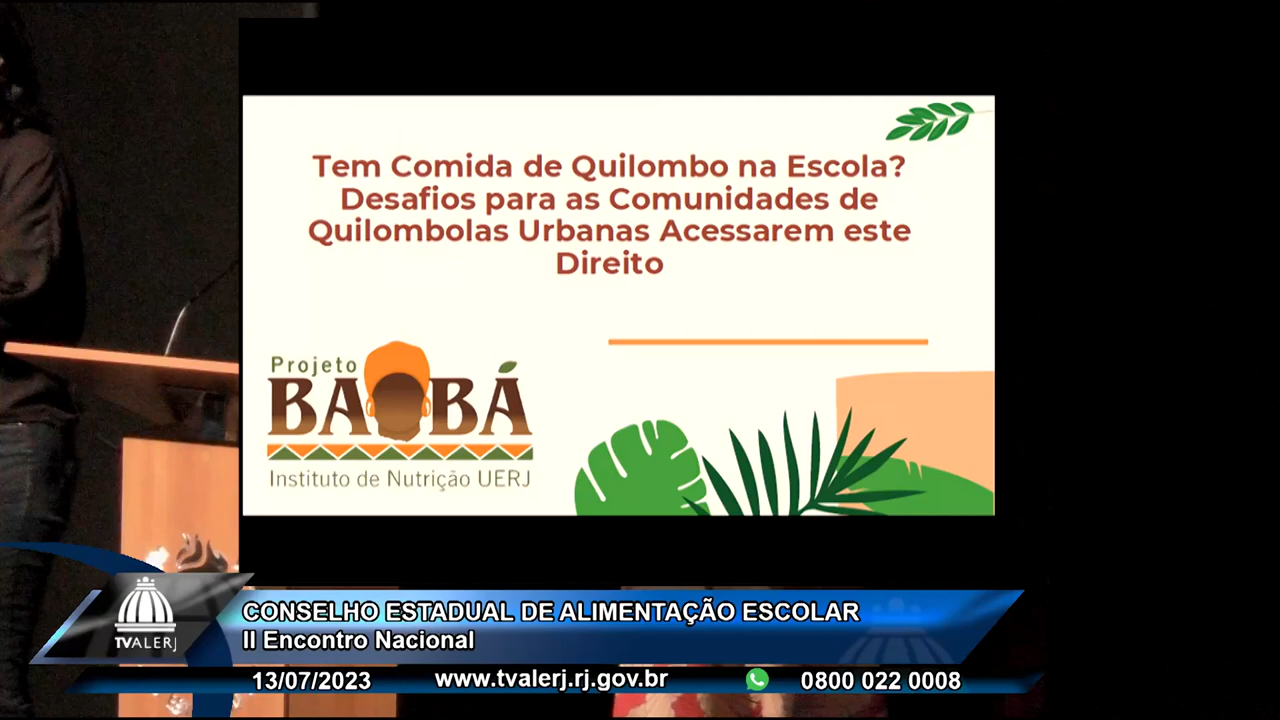 Tem Comida de Quilombo na Escola?
Desafios para as Comunidades de
Quilombolas Urbanas Acessarem este
Direito
Projeto
BAOBÁ
Instituto de Nutrição UERJ
TVALERJ
CONSELHO ESTADUAL DE ALIMENTAÇÃO ESCOLAR
II Encontro Nacional
13/07/2023
www.tvalerj.rj.gov.br
0800 022 0008